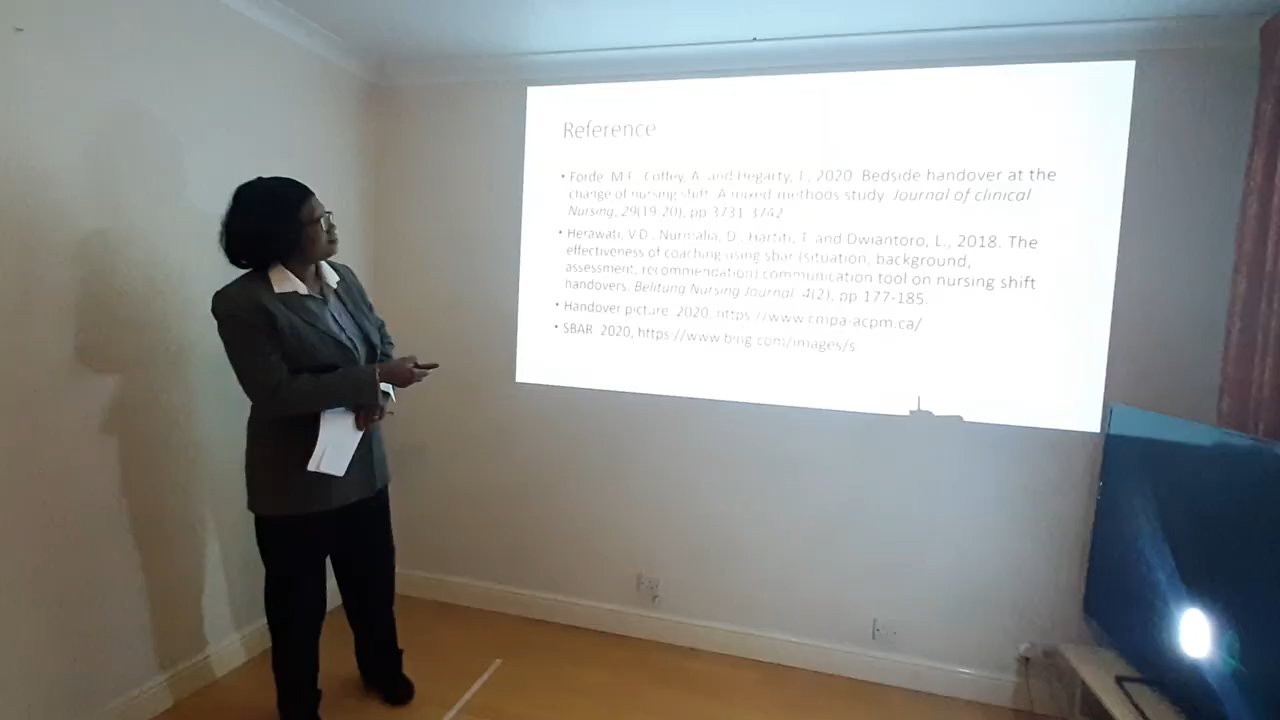 Reference
• Forde, M.F., Coffey, A. and Hegarty, J., 2020. Bedside handover at the
change of nursing shift: A mixed-methods study. Journal of clinical
Nursing, 29(19-20), pp.3731-3742
• Herawati, V.D., Nurmalia, D., Hartiti, T. and Dwiantoro, L., 2018. The
effectiveness of coaching using sbar (situation, background,
assessment, recommendation) communication tool on nursing shift
handovers. Belitung Nursing Journal, 4(2), pp.177-185.
• Handover picture. 2020, https://www.cmpa-acpm.ca/
• SBAR. 2020, https://www.bing.com/images/s